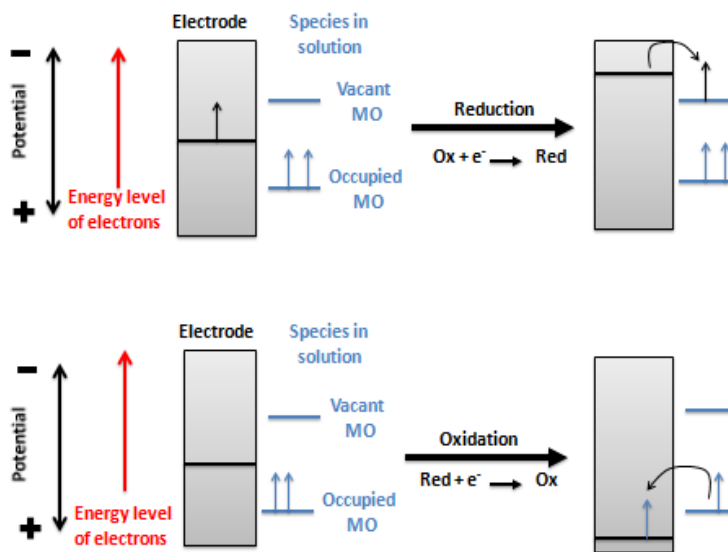 Electrode
Species in
solution
−
Potential
+
Energy level
of electrons
Vacant
MO
Occupied
MO
Reduction
Ox + e⁻ → Red
Electrode
Species in
solution
−
Potential
+
Energy level
of electrons
Vacant
MO
Occupied
MO
Oxidation
Red + e⁻ → Ox